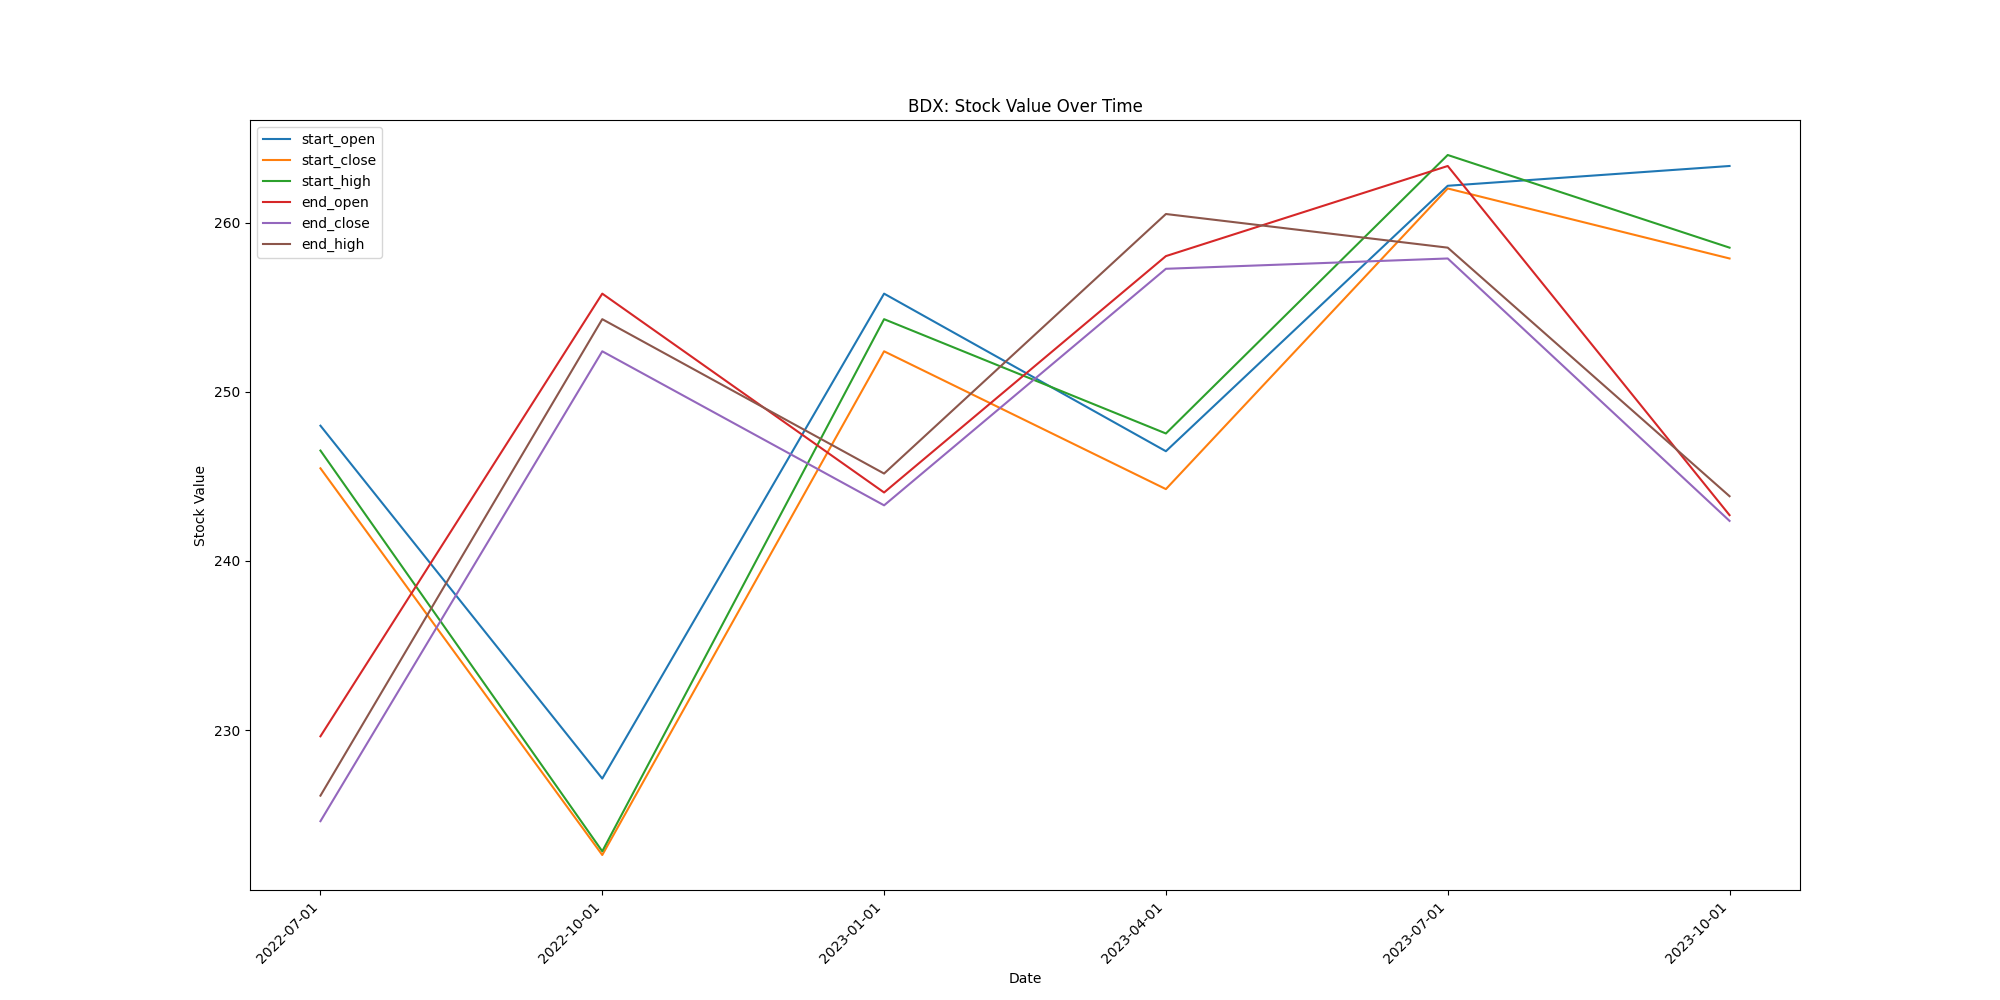 BDX: Stock Value Over Time
start_open
start_close
start_high
end_open
end_close
end_high
Stock Value
260
250
240
230
2022-07-01
2022-10-01
2023-01-01
2023-04-01
2023-07-01
2023-10-01
Date